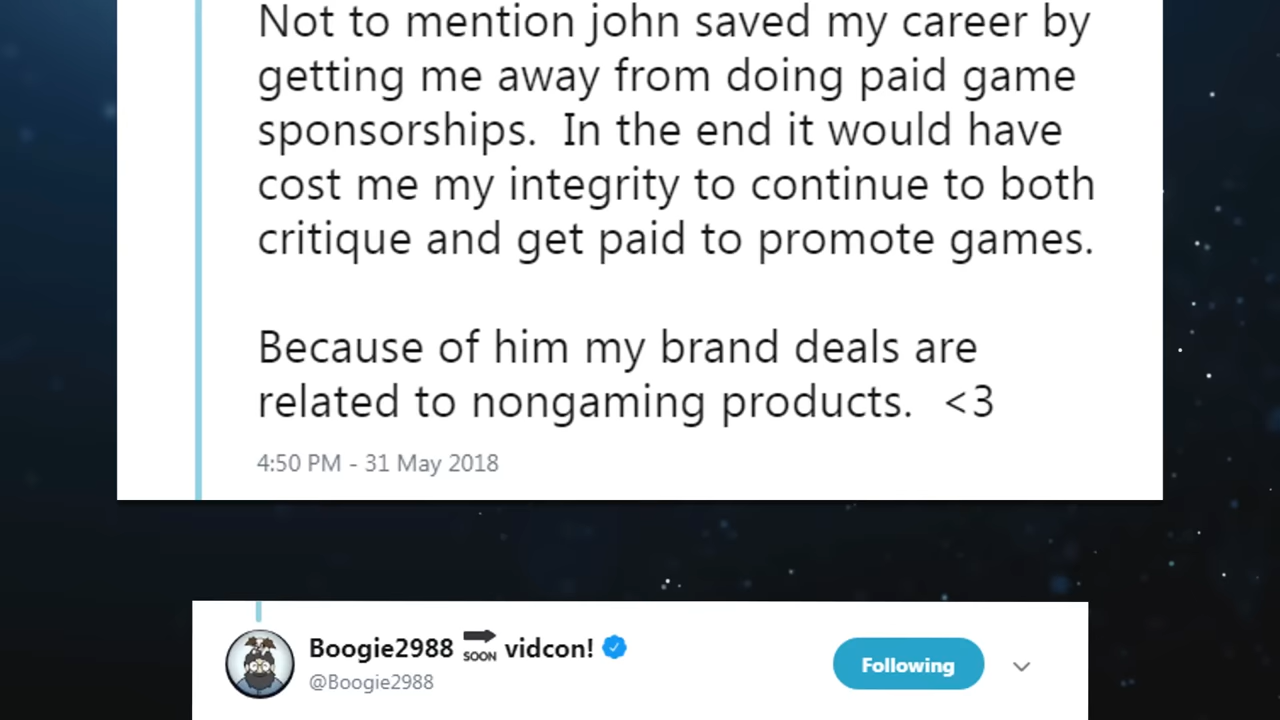 Not to mention john saved my career by
getting me away from doing paid game
sponsorships.  In the end it would have
cost me my integrity to continue to both
critique and get paid to promote games.
Because of him my brand deals are
related to nongaming products.  <3
4:50 PM - 31 May 2018
Boogie2988 SOON vidcon!
Following
@Boogie2988